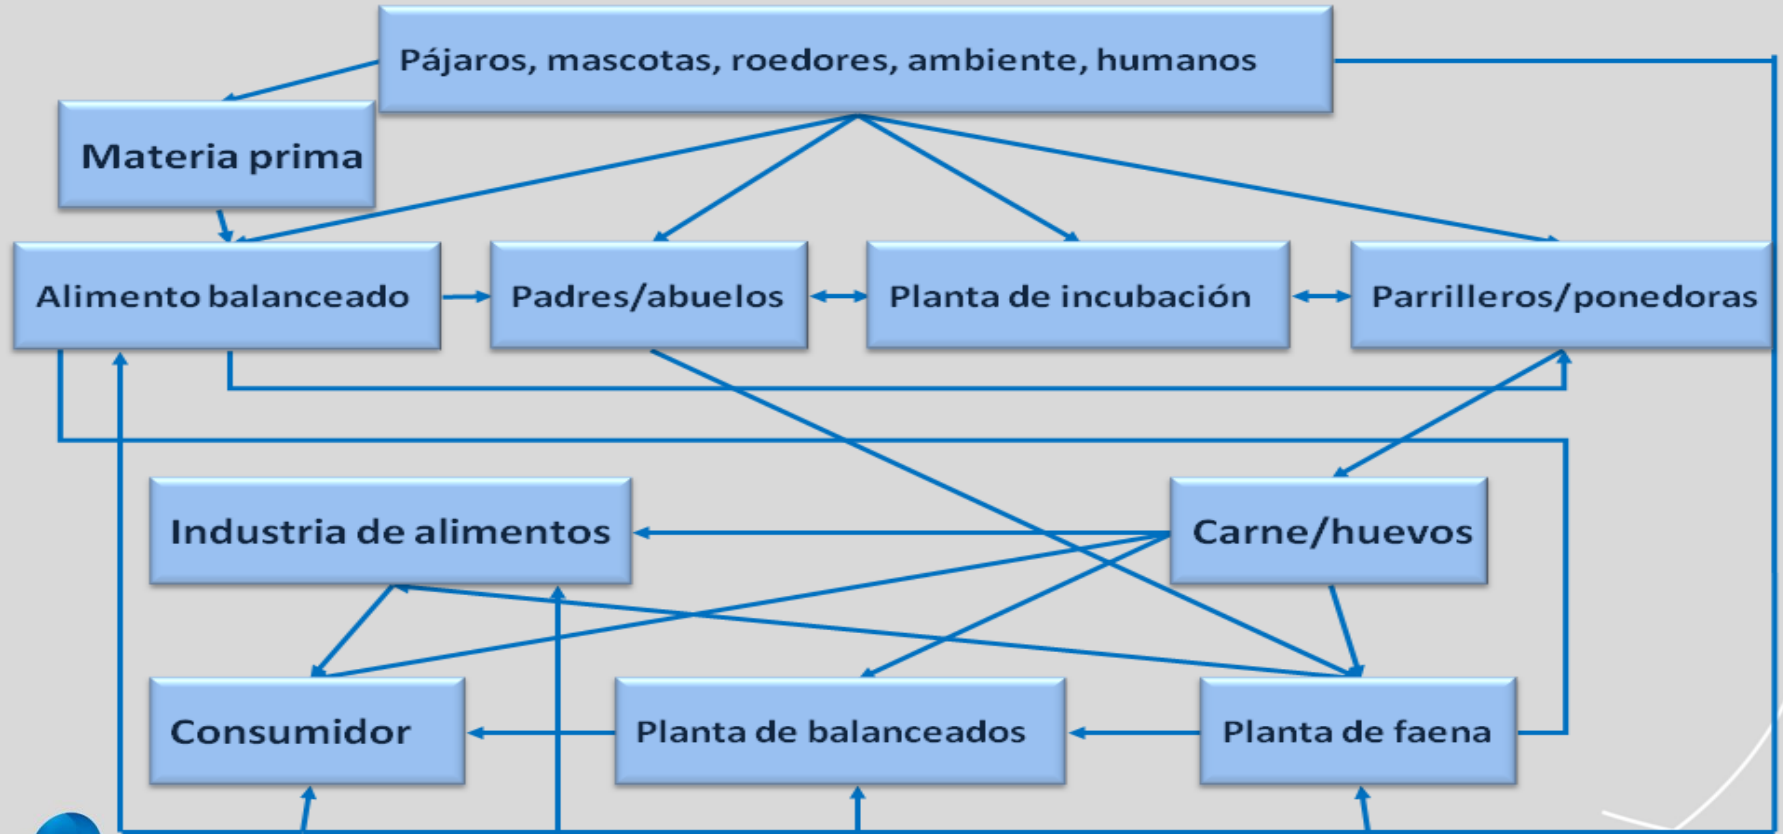 Pájaros, mascotas, roedores, ambiente, humanos
Materia prima
Alimento balanceado
Padres/abuelos
Planta de incubación
Parrilleros/ponedoras
Industria de alimentos
Carne/huevos
Consumidor
Planta de balanceados
Planta de faena